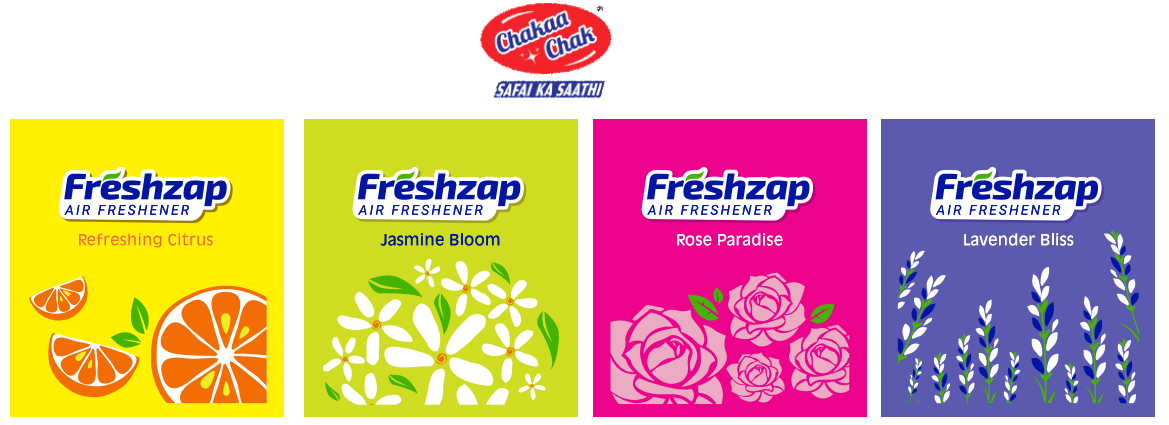 Chakaa
Chak
SAFAI KA SAATHI
Freshzap
AIR FRESHENER
Refreshing Citrus
Freshzap
AIR FRESHENER
Jasmine Bloom
Freshzap
AIR FRESHENER
Rose Paradise
Freshzap
AIR FRESHENER
Lavender Bliss